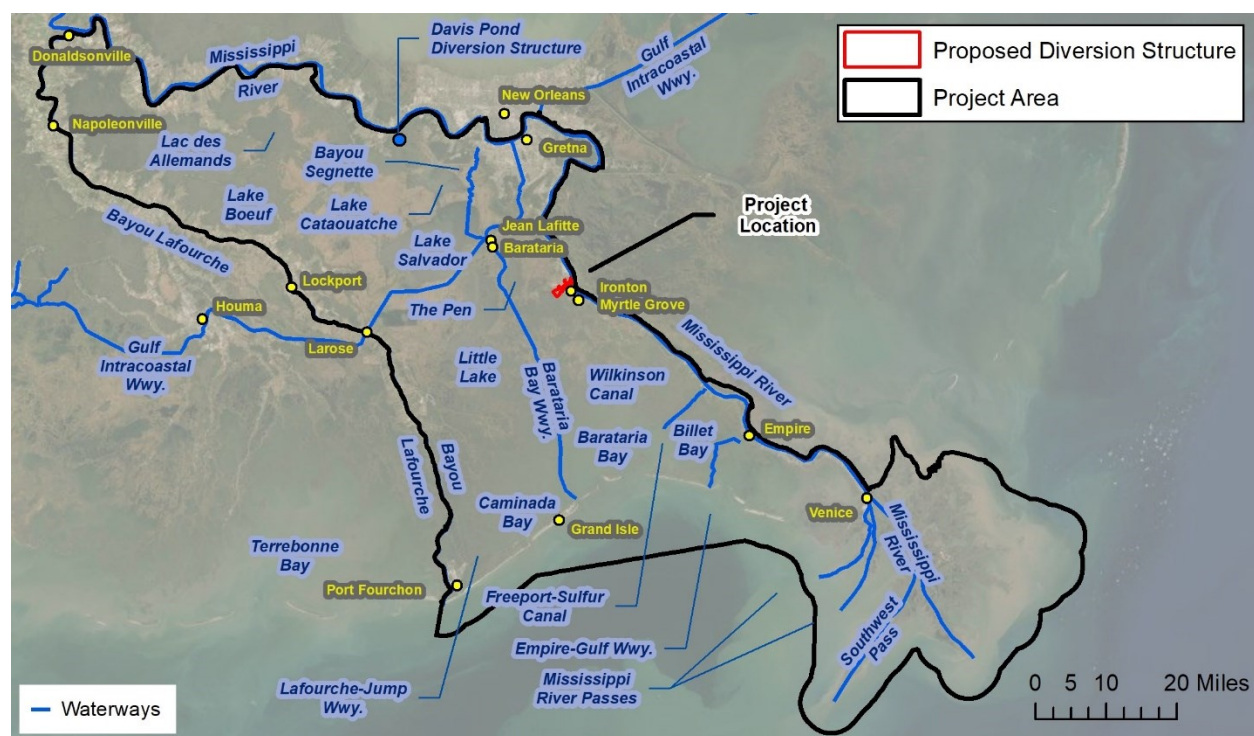 Davis Pond
Diversion Structure
Gulf
Intracoastal
Wwy.
Proposed Diversion Structure
Project Area
Donaldsonville
Mississippi
River
New Orleans
Napoleonville
Lac des
Allemands
Bayou
Segnette
Gretna
Lake
Boeuf
Lake
Cataouatche
Project
Location
Bayou Lafourche
Lake
Salvador
Jean Lafitte
Barataria
Lockport
Houma
The Pen
Ironton
Myrtle Grove
Gulf
Intracoastal
Wwy.
Larose
Little
Lake
Barataria
Bay Wwy.
Wilkinson
Canal
Mississippi River
Barataria
Bay
Billet
Bay
Empire
Bayou
Lafourche
Caminada
Bay
Grand Isle
Venice
Mississippi
River
Terrebonne
Bay
Port Fourchon
Freeport-Sulfur
Canal
Empire-Gulf Wwy.
Southwest
Pass
Lafourche-Jump
Wwy.
Mississippi
River Passes
Waterways
0 5 10 20 Miles